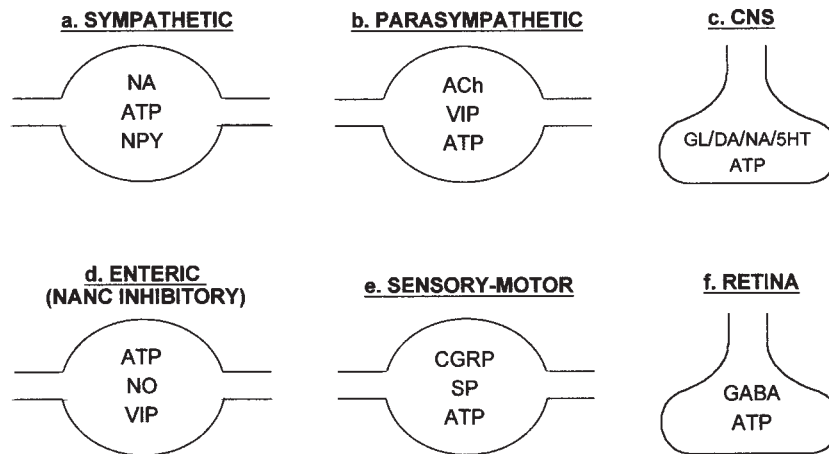 a. SYMPATHETIC
NA
ATP
NPY
b. PARASYMPATHETIC
ACh
VIP
ATP
c. CNS
GL/DA/NA/5HT
ATP
d. ENTERIC
(NANC INHIBITORY)
ATP
NO
VIP
e. SENSORY-MOTOR
CGRP
SP
ATP
f. RETINA
GABA
ATP